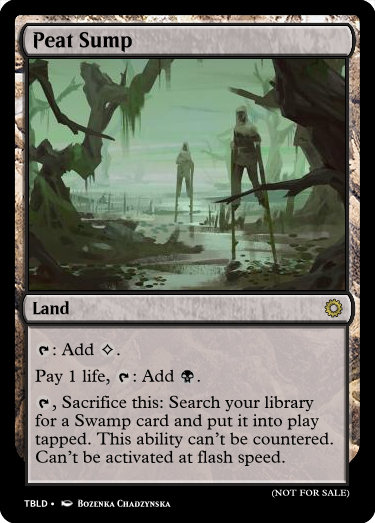 Peat Sump
Land
: Add .
Pay 1 life, : Add .
, Sacrifice this: Search your library
for a Swamp card and put it into play
tapped. This ability can't be countered.
Can't be activated at flash speed.
(NOT FOR SALE)
TBLD • Bozenka Chadzynska